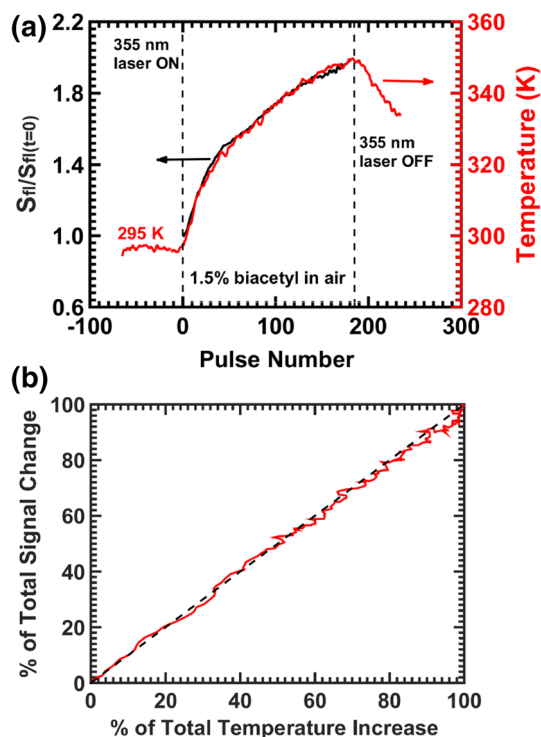 (a)
2.2
1.8
1.4
1.0
0.6
Sfl/Sfl(t=0)
355 nm
laser ON
295 K
1.5% biacetyl in air
355 nm
laser OFF
360
340
320
300
280
Temperature (K)
-100 0 100 200 300
Pulse Number
(b)
100
80
60
40
20
0
% of Total Signal Change
0 20 40 60 80 100
% of Total Temperature Increase